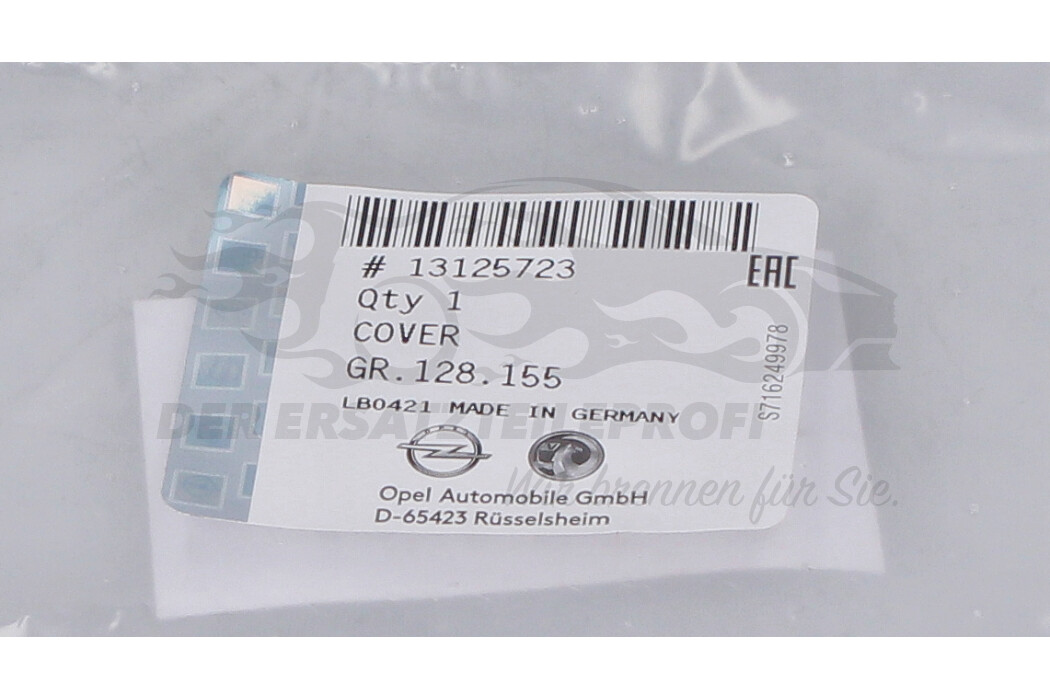 # 13125723
EAC
Qty 1
COVER
GR.128.155
S716249978
LB0421 MADE IN GERMANY
DER ERSATZTEILEPROFI
Wir brennen für Sie.
Opel Automobile GmbH
D-65423 Rüsselsheim